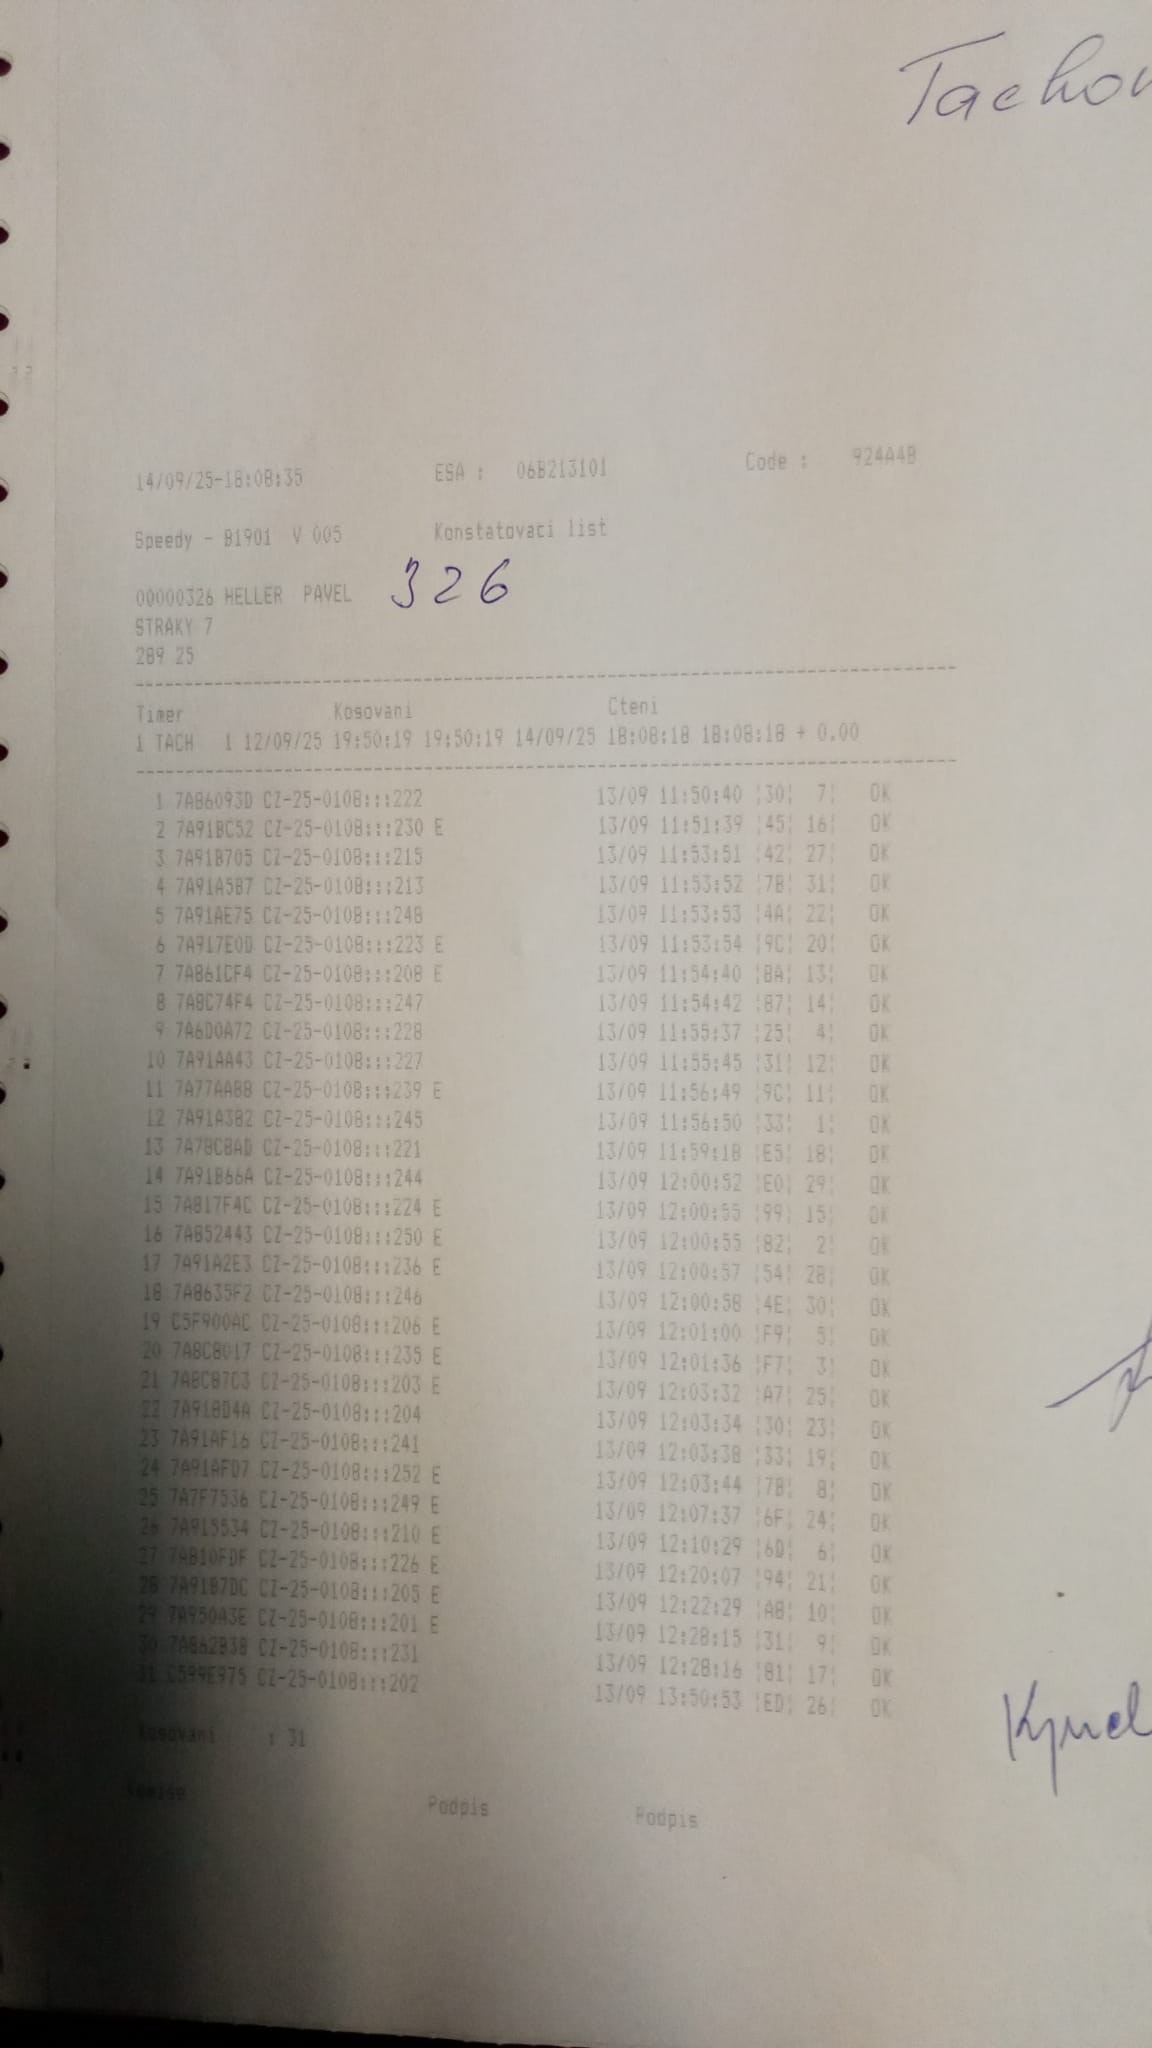 Tachov
14/09/25-18:08:35 ESA : 06B213101 Code : 924A4B
Speedy - B1901 V 005 Konstatovaci list
00000326 HELLER PAVEL 326
STRAKY 7
289 25
Timer Kosovani Cteni
1 TACH 1 12/09/25 19:50:19 19:50:19 14/09/25 18:08:18 18:08:18 + 0.00
1 7AB6093D CZ-25-0108:::222 13/09 11:50:40 ¦30¦ 7¦ OK
2 7A91BC52 CZ-25-0108:::230 E 13/09 11:51:39 ¦45¦ 16¦ OK
3 7A91B705 CZ-25-0108:::215 13/09 11:53:51 ¦42¦ 27¦ OK
4 7A91A5B7 CZ-25-0108:::213 13/09 11:53:52 ¦7B¦ 31¦ OK
5 7A91AE75 CZ-25-0108:::248 13/09 11:53:53 ¦4A¦ 22¦ OK
6 7A917E0D CZ-25-0108:::223 E 13/09 11:53:54 ¦9C¦ 20¦ OK
7 7AB61CF4 CZ-25-0108:::208 E 13/09 11:54:40 ¦BA¦ 13¦ OK
8 7A8C74F4 CZ-25-0108:::247 13/09 11:54:42 ¦87¦ 14¦ OK
9 7A6D0A72 CZ-25-0108:::228 13/09 11:55:37 ¦25¦ 4¦ OK
10 7A91AA43 CZ-25-0108:::227 13/09 11:55:45 ¦31¦ 12¦ OK
11 7A77AABB CZ-25-0108:::239 E 13/09 11:56:49 ¦9C¦ 11¦ OK
12 7A91A3B2 CZ-25-0108:::245 13/09 11:56:50 ¦33¦ 1¦ OK
13 7A7BC8AD CZ-25-0108:::221 13/09 11:59:18 ¦E5¦ 18¦ OK
14 7A91B66A CZ-25-0108:::244 13/09 12:00:52 ¦E0¦ 29¦ OK
15 7A817F4C CZ-25-0108:::224 E 13/09 12:00:55 ¦99¦ 15¦ OK
16 7AB52443 CZ-25-0108:::250 E 13/09 12:00:55 ¦82¦ 2¦ OK
17 7A91A2E3 CZ-25-0108:::236 E 13/09 12:00:57 ¦54¦ 28¦ OK
18 7A8635F2 CZ-25-0108:::246 13/09 12:00:58 ¦4E¦ 30¦ OK
19 C5F900AC CZ-25-0108:::206 E 13/09 12:01:00 ¦F9¦ 5¦ OK
20 7A8C8017 CZ-25-0108:::235 E 13/09 12:01:36 ¦F7¦ 3¦ OK
21 7A8C87C3 CZ-25-0108:::203 E 13/09 12:03:32 ¦A7¦ 25¦ OK
22 7A918D4A CZ-25-0108:::204 13/09 12:03:34 ¦30¦ 23¦ OK
23 7A91AF16 CZ-25-0108:::241 13/09 12:03:38 ¦33¦ 19¦ OK
24 7A91AFD7 CZ-25-0108:::252 E 13/09 12:03:44 ¦7B¦ 8¦ OK
25 7A7F7536 CZ-25-0108:::249 E 13/09 12:07:37 ¦6F¦ 24¦ OK
26 7A915534 CZ-25-0108:::210 E 13/09 12:10:29 ¦6D¦ 6¦ OK
27 7AB10FDF CZ-25-0108:::226 E 13/09 12:20:07 ¦94¦ 21¦ OK
28 7A91B7DC CZ-25-0108:::205 E 13/09 12:22:29 ¦A8¦ 10¦ OK
29 7A950A3E CZ-25-0108:::201 E 13/09 12:28:15 ¦31¦ 9¦ OK
30 7AB62B38 CZ-25-0108:::231 13/09 12:28:16 ¦81¦ 17¦ OK
31 C599E975 CZ-25-0108:::202 13/09 13:50:53 ¦ED¦ 26¦ OK
Kosovani : 31
Komise Podpis Podpis